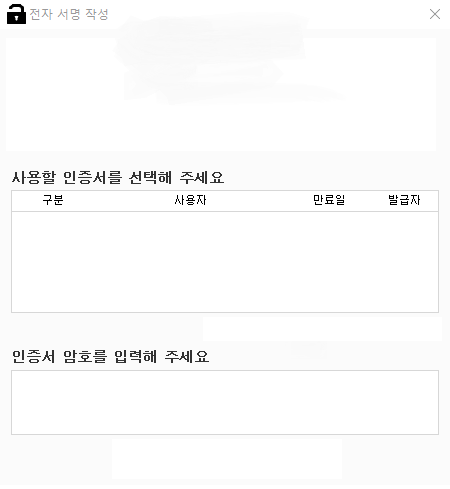 전자 서명 작성
사용할 인증서를 선택해 주세요
구분 사용자 만료일 발급자
인증서 암호를 입력해 주세요